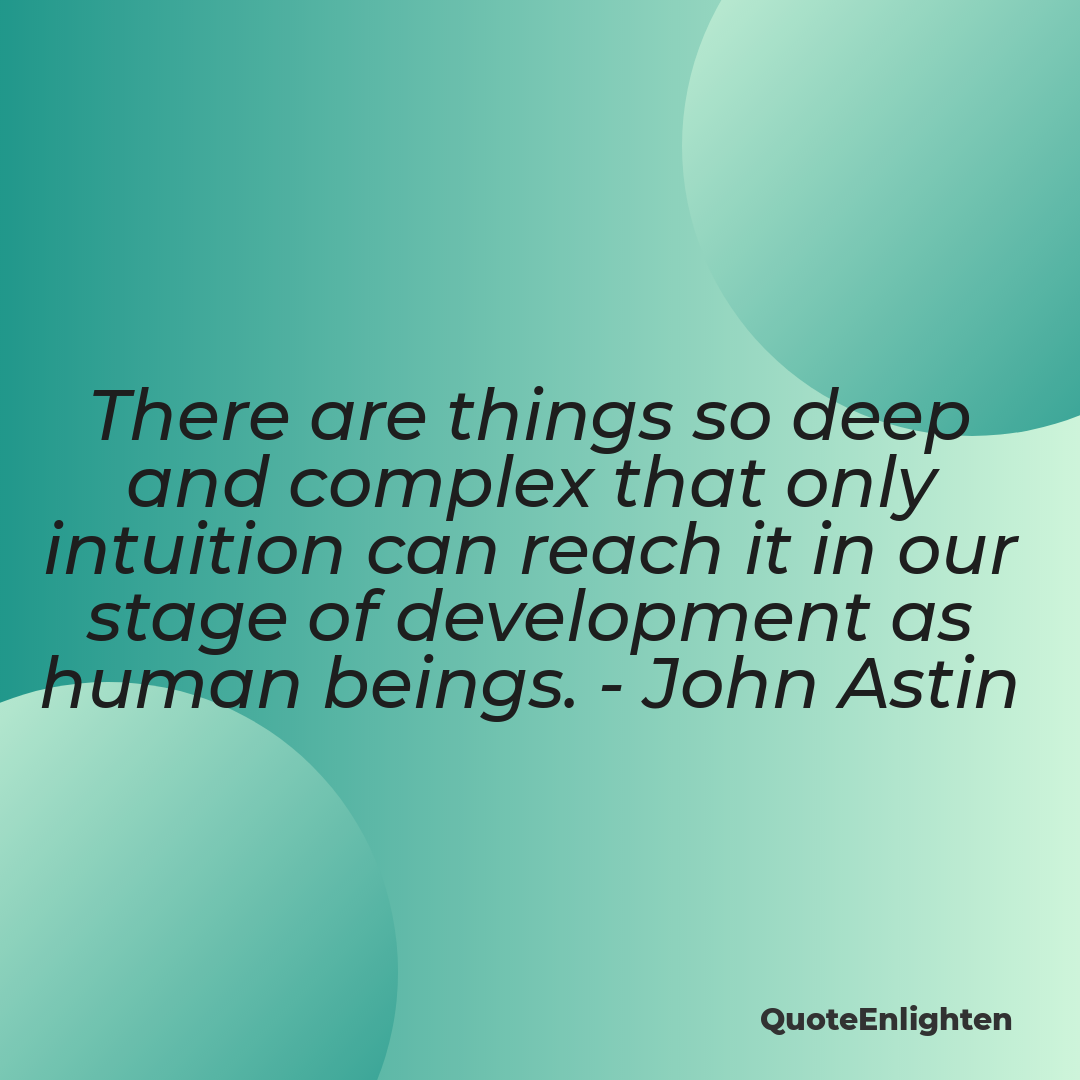 There are things so deep
and complex that only
intuition can reach it in our
stage of development as
human beings. - John Astin
QuoteEnlighten